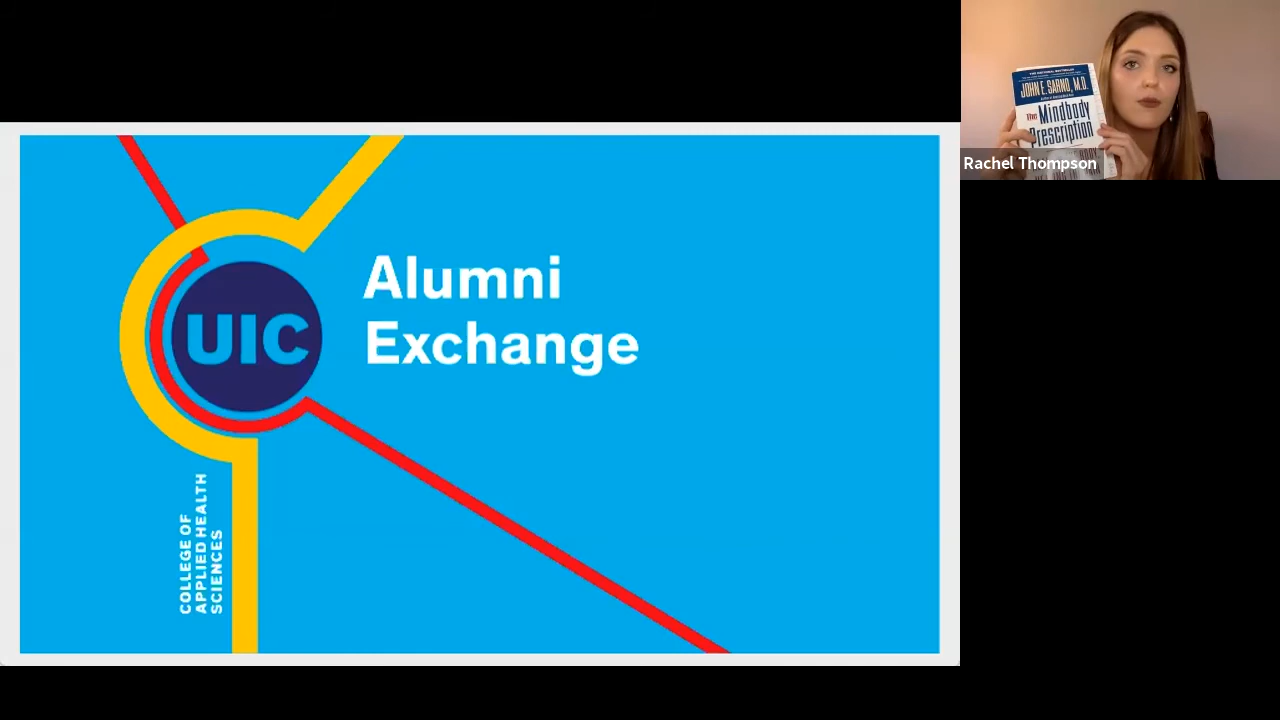 UIC
Alumni
Exchange
COLLEGE OF
APPLIED HEALTH
SCIENCES
JOHN E. SARNO, M.D.
The Mindbody
Prescription
Rachel Thompson